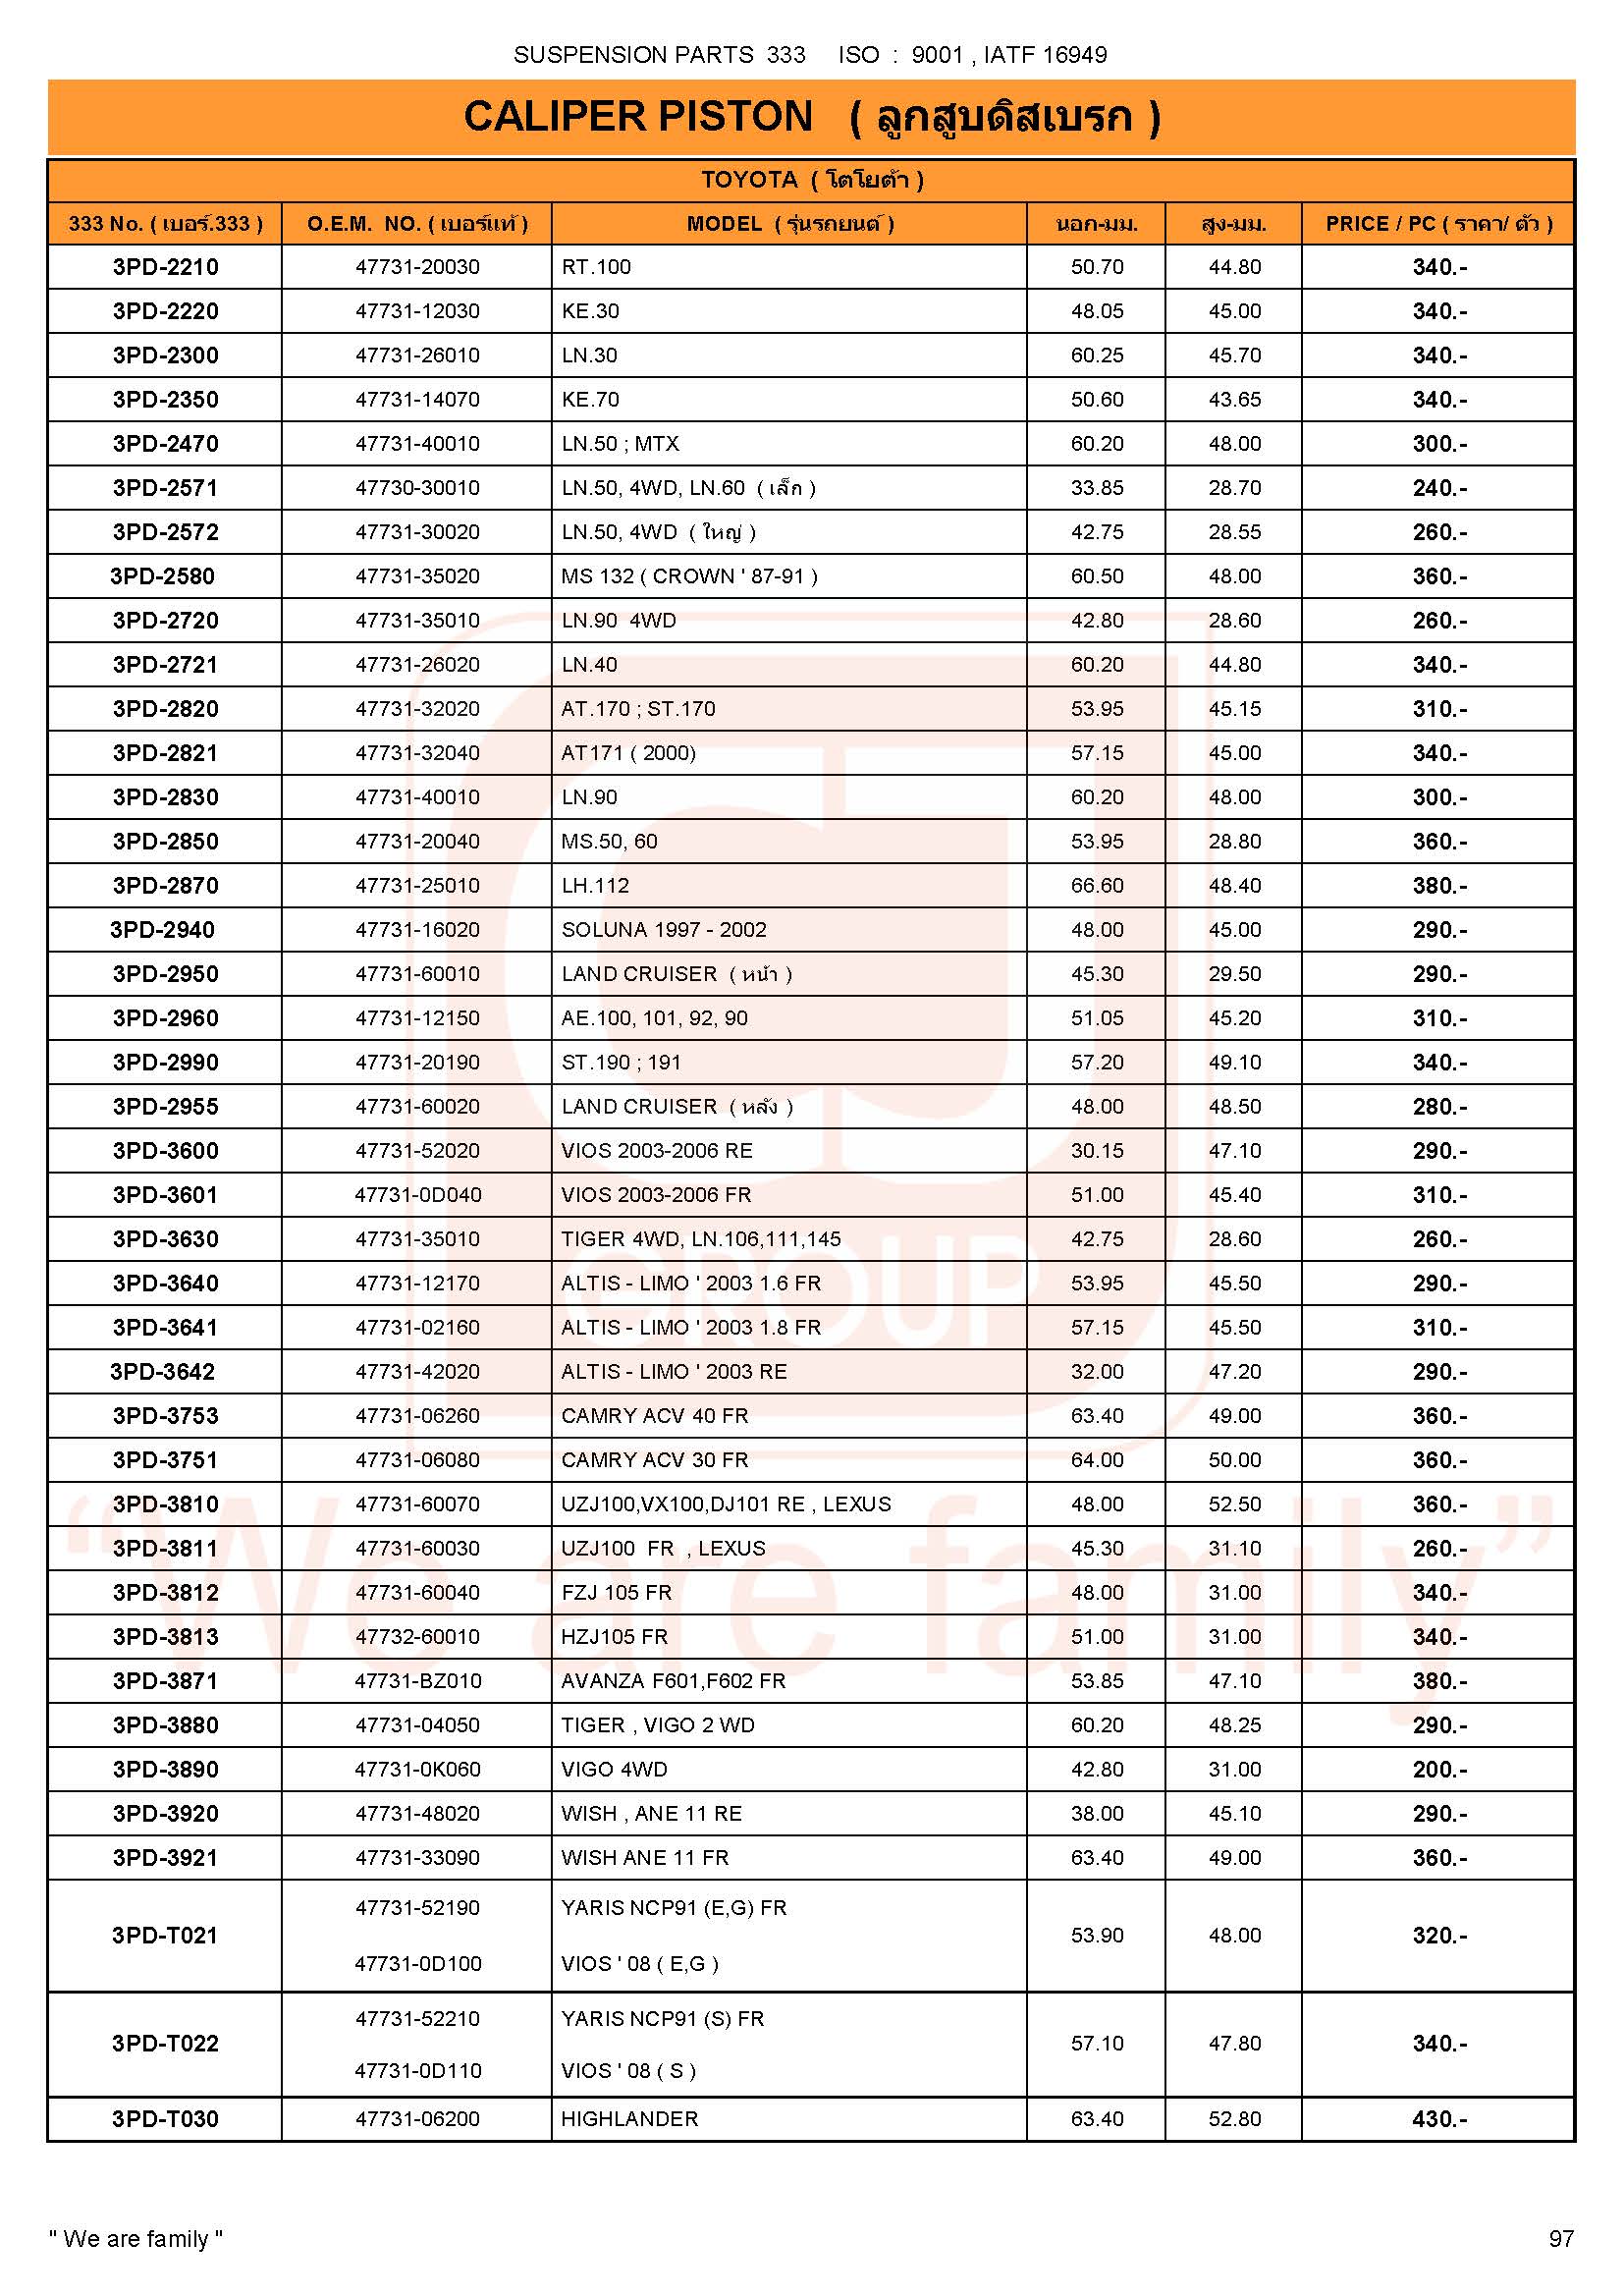 SUSPENSION PARTS  333     ISO  :  9001 , IATF 16949
CALIPER PISTON   ( ลูกสูบดิสเบรก )
TOYOTA  ( โตโยต้า )
333 No. ( เบอร์.333 ) O.E.M.  NO. ( เบอร์แท้ ) MODEL  ( รุ่นรถยนต์ ) นอก-มม. สูง-มม. PRICE / PC ( ราคา/ ตัว )
3PD-2210 47731-20030 RT.100 50.70 44.80 340.-
3PD-2220 47731-12030 KE.30 48.05 45.00 340.-
3PD-2300 47731-26010 LN.30 60.25 45.70 340.-
3PD-2350 47731-14070 KE.70 50.60 43.65 340.-
3PD-2470 47731-40010 LN.50 ; MTX 60.20 48.00 300.-
3PD-2571 47730-30010 LN.50, 4WD, LN.60  ( เล็ก ) 33.85 28.70 240.-
3PD-2572 47731-30020 LN.50, 4WD  ( ใหญ่ ) 42.75 28.55 260.-
3PD-2580 47731-35020 MS 132 ( CROWN ' 87-91 ) 60.50 48.00 360.-
3PD-2720 47731-35010 LN.90  4WD 42.80 28.60 260.-
3PD-2721 47731-26020 LN.40 60.20 44.80 340.-
3PD-2820 47731-32020 AT.170 ; ST.170 53.95 45.15 310.-
3PD-2821 47731-32040 AT171 ( 2000) 57.15 45.00 340.-
3PD-2830 47731-40010 LN.90 60.20 48.00 300.-
3PD-2850 47731-20040 MS.50, 60 53.95 28.80 360.-
3PD-2870 47731-25010 LH.112 66.60 48.40 380.-
3PD-2940 47731-16020 SOLUNA 1997 - 2002 48.00 45.00 290.-
3PD-2950 47731-60010 LAND CRUISER  ( หน้า ) 45.30 29.50 290.-
3PD-2960 47731-12150 AE.100, 101, 92, 90 51.05 45.20 310.-
3PD-2990 47731-20190 ST.190 ; 191 57.20 49.10 340.-
3PD-2955 47731-60020 LAND CRUISER  ( หลัง ) 48.00 48.50 280.-
3PD-3600 47731-52020 VIOS 2003-2006 RE 30.15 47.10 290.-
3PD-3601 47731-0D040 VIOS 2003-2006 FR 51.00 45.40 310.-
3PD-3630 47731-35010 TIGER 4WD, LN.106,111,145 42.75 28.60 260.-
3PD-3640 47731-12170 ALTIS - LIMO ' 2003 1.6 FR 53.95 45.50 290.-
3PD-3641 47731-02160 ALTIS - LIMO ' 2003 1.8 FR 57.15 45.50 310.-
3PD-3642 47731-42020 ALTIS - LIMO ' 2003 RE 32.00 47.20 290.-
3PD-3753 47731-06260 CAMRY ACV 40 FR 63.40 49.00 360.-
3PD-3751 47731-06080 CAMRY ACV 30 FR 64.00 50.00 360.-
3PD-3810 47731-60070 UZJ100,VX100,DJ101 RE , LEXUS 48.00 52.50 360.-
3PD-3811 47731-60030 UZJ100  FR  , LEXUS 45.30 31.10 260.-
3PD-3812 47731-60040 FZJ 105 FR 48.00 31.00 340.-
3PD-3813 47732-60010 HZJ105 FR 51.00 31.00 340.-
3PD-3871 47731-BZ010 AVANZA F601,F602 FR 53.85 47.10 380.-
3PD-3880 47731-04050 TIGER , VIGO 2 WD 60.20 48.25 290.-
3PD-3890 47731-0K060 VIGO 4WD 42.80 31.00 200.-
3PD-3920 47731-48020 WISH , ANE 11 RE 38.00 45.10 290.-
3PD-3921 47731-33090 WISH ANE 11 FR 63.40 49.00 360.-
47731-52190 YARIS NCP91 (E,G) FR
3PD-T021 53.90 48.00 320.-
47731-0D100 VIOS ' 08 ( E,G )
47731-52210 YARIS NCP91 (S) FR
3PD-T022 57.10 47.80 340.-
47731-0D110 VIOS ' 08 ( S )
3PD-T030 47731-06200 HIGHLANDER 63.40 52.80 430.-
GROUP
“We are family”
" We are family " 97